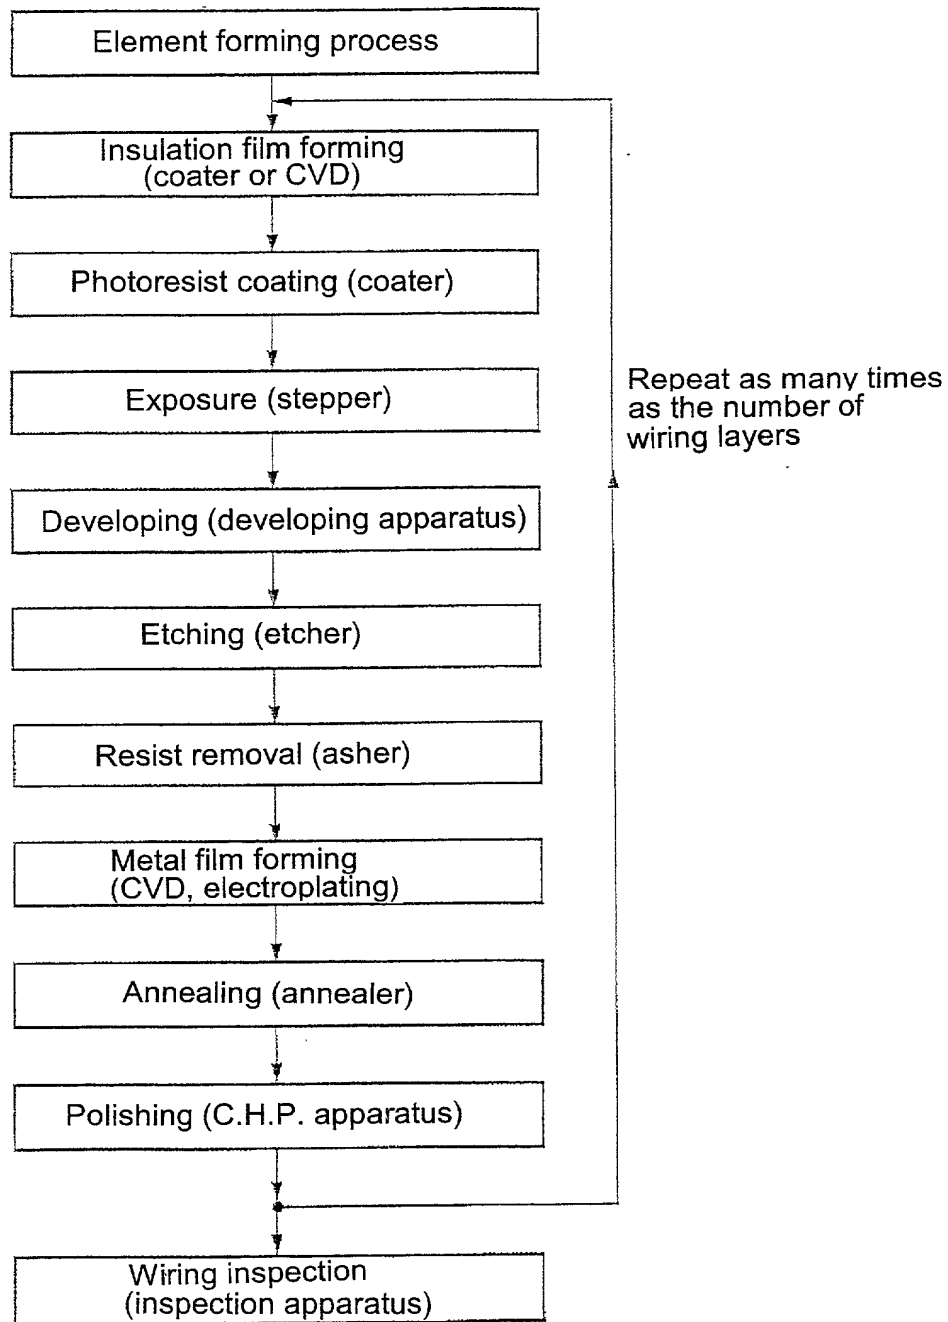 Element forming process
Insulation film forming
(coater or CVD)
Photoresist coating (coater)
Exposure (stepper)
Repeat as many times
as the number of
wiring layers
Developing (developing apparatus)
Etching (etcher)
Resist removal (asher)
Metal film forming
(CVD, electroplating)
Annealing (annealer)
Polishing (C.H.P. apparatus)
Wiring inspection
(inspection apparatus)